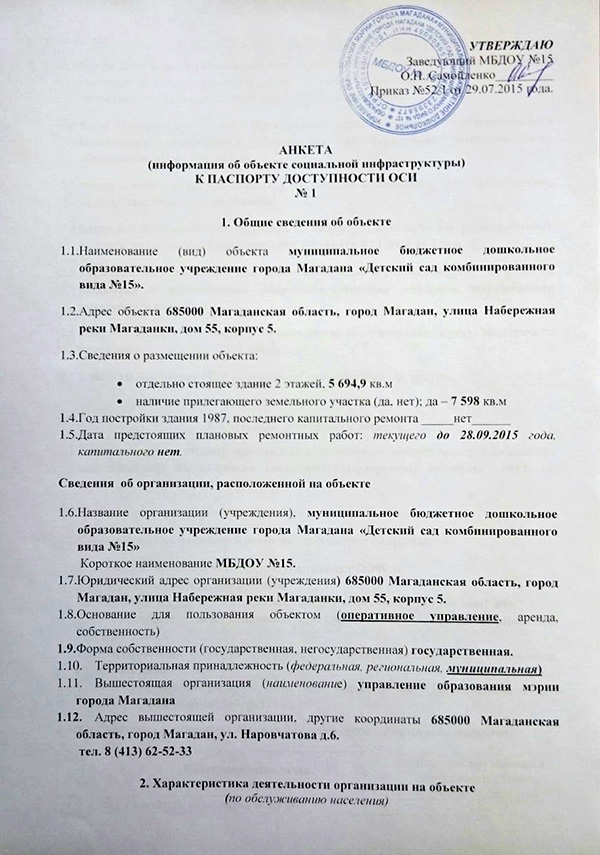 УТВЕРЖДАЮ
Заведующий МБДОУ №15
О.П. Самойленко
Приказ №52/1 от 29.07.2015 года.
МБДОУ
АНКЕТА
(информация об объекте социальной инфраструктуры)
К ПАСПОРТУ ДОСТУПНОСТИ ОСИ
№ 1
1. Общие сведения об объекте
1.1.Наименование (вид) объекта муниципальное бюджетное дошкольное
образовательное учреждение города Магадана «Детский сад комбинированного
вида №15».
1.2.Адрес объекта 685000 Магаданская область, город Магадан, улица Набережная
реки Магаданки, дом 55, корпус 5.
1.3.Сведения о размещении объекта:
• отдельно стоящее здание 2 этажей, 5 694,9 кв.м
• наличие прилегающего земельного участка (да, нет); да – 7 598 кв.м
1.4.Год постройки здания 1987, последнего капитального ремонта ______нет_______
1.5.Дата предстоящих плановых ремонтных работ: текущего до 28.09.2015 года,
капитального нет.
Сведения об организации, расположенной на объекте
1.6.Название организации (учреждения), муниципальное бюджетное дошкольное
образовательное учреждение города Магадана «Детский сад комбинированного
вида №15»
Короткое наименование МБДОУ №15.
1.7.Юридический адрес организации (учреждения) 685000 Магаданская область, город
Магадан, улица Набережная реки Магаданки, дом 55, корпус 5.
1.8.Основание для пользования объектом (оперативное управление, аренда,
собственность)
1.9.Форма собственности (государственная, негосударственная) государственная.
1.10. Территориальная принадлежность (федеральная, региональная, муниципальная)
1.11. Вышестоящая организация (наименование) управление образования мэрии
города Магадана
1.12. Адрес вышестоящей организации, другие координаты 685000 Магаданская
область, город Магадан, ул. Наровчатова д.6.
тел. 8 (413) 62-52-33
2. Характеристика деятельности организации на объекте
(по обслуживанию населения)